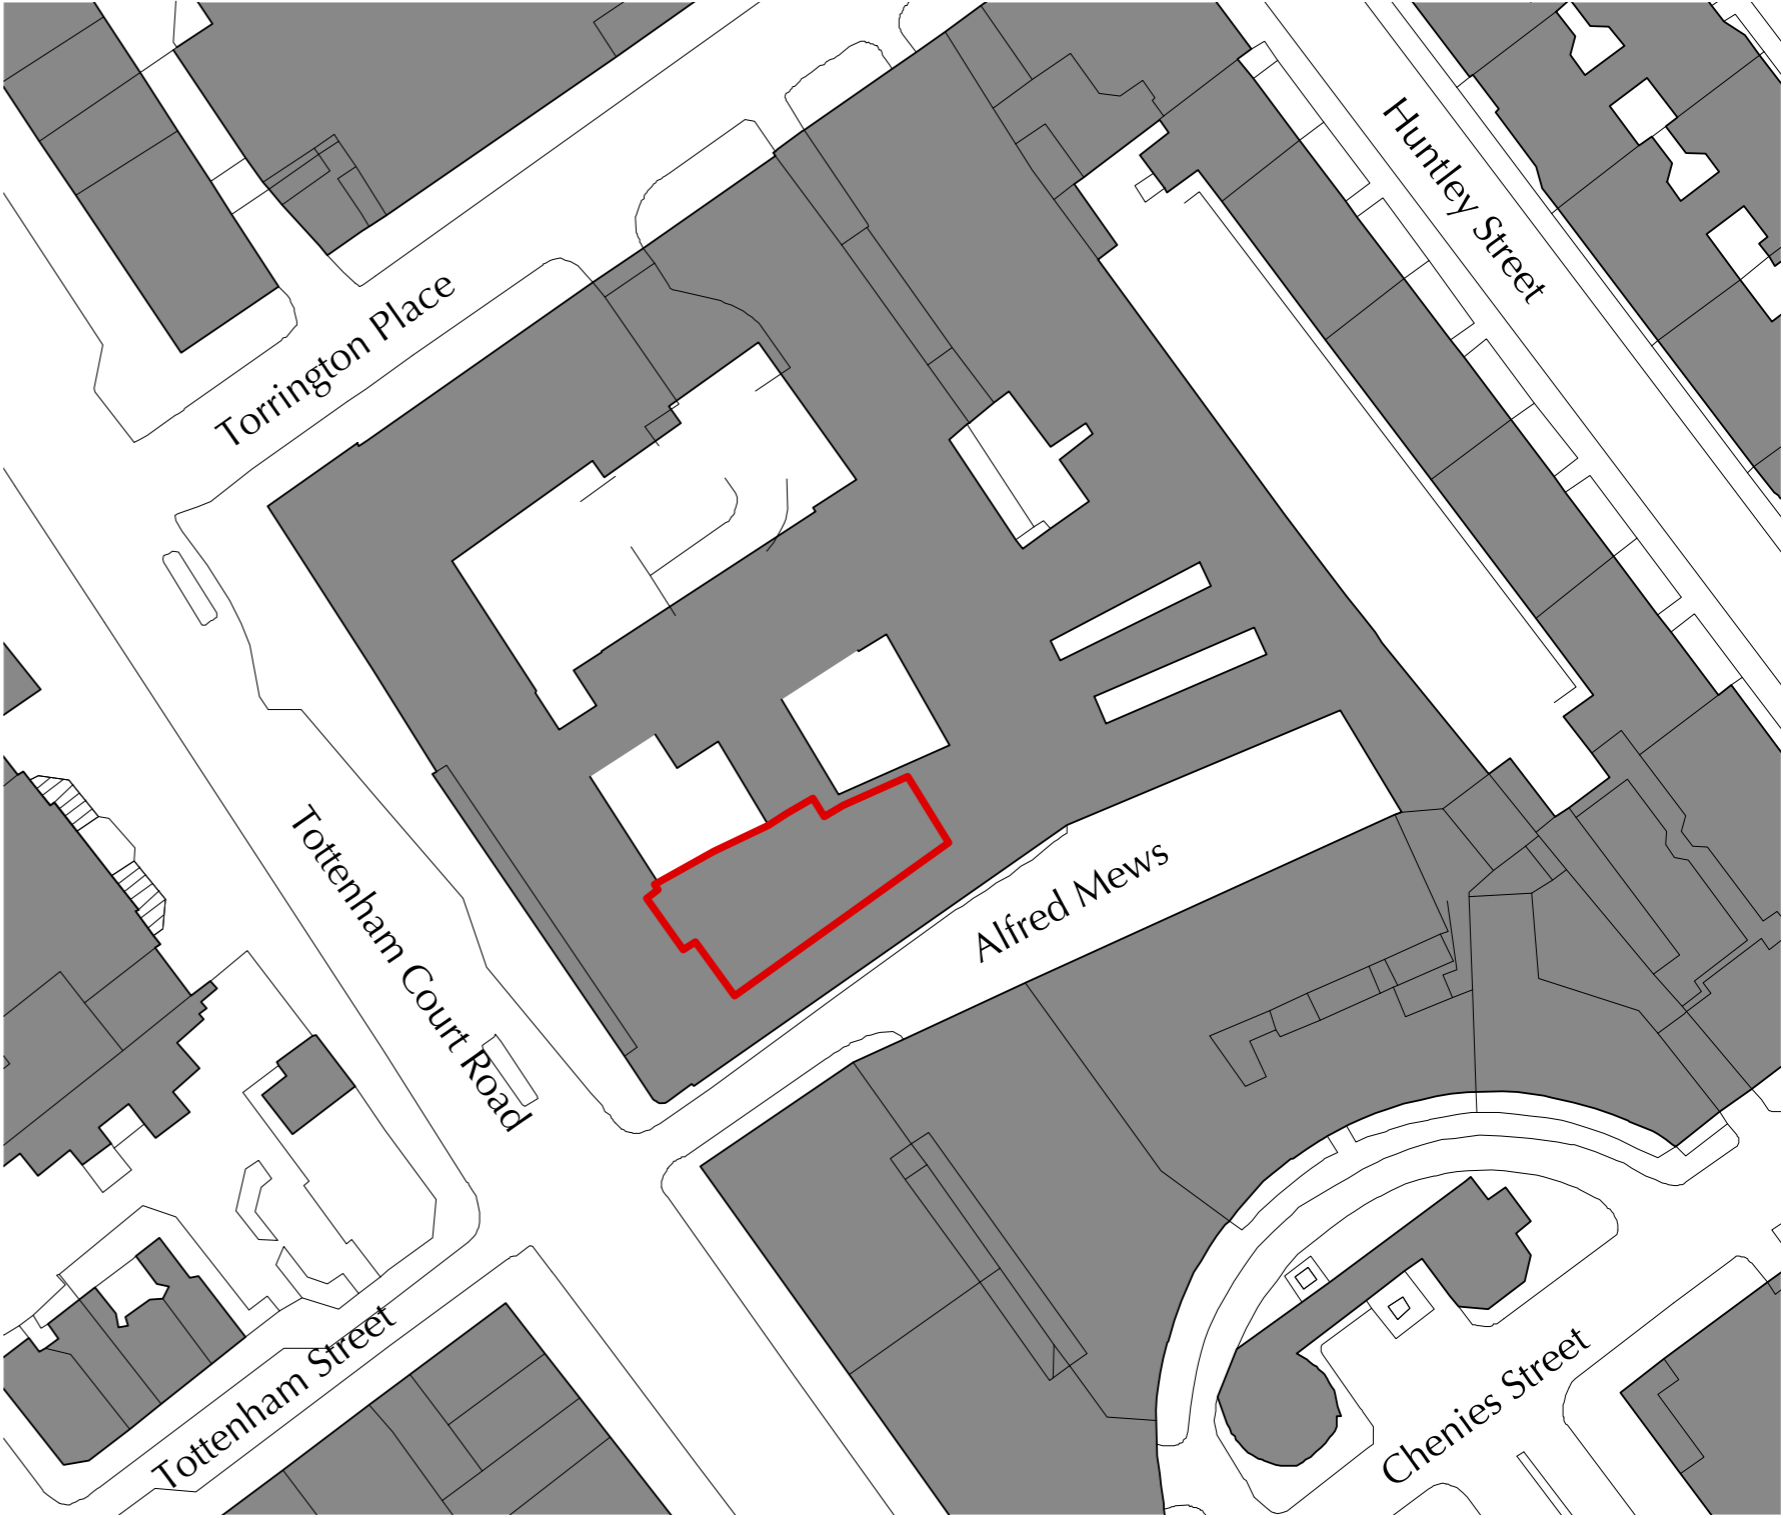 Huntley Street
Torrington Place
Tottenham Court Road
Alfred Mews
Tottenham Street
Chenies Street